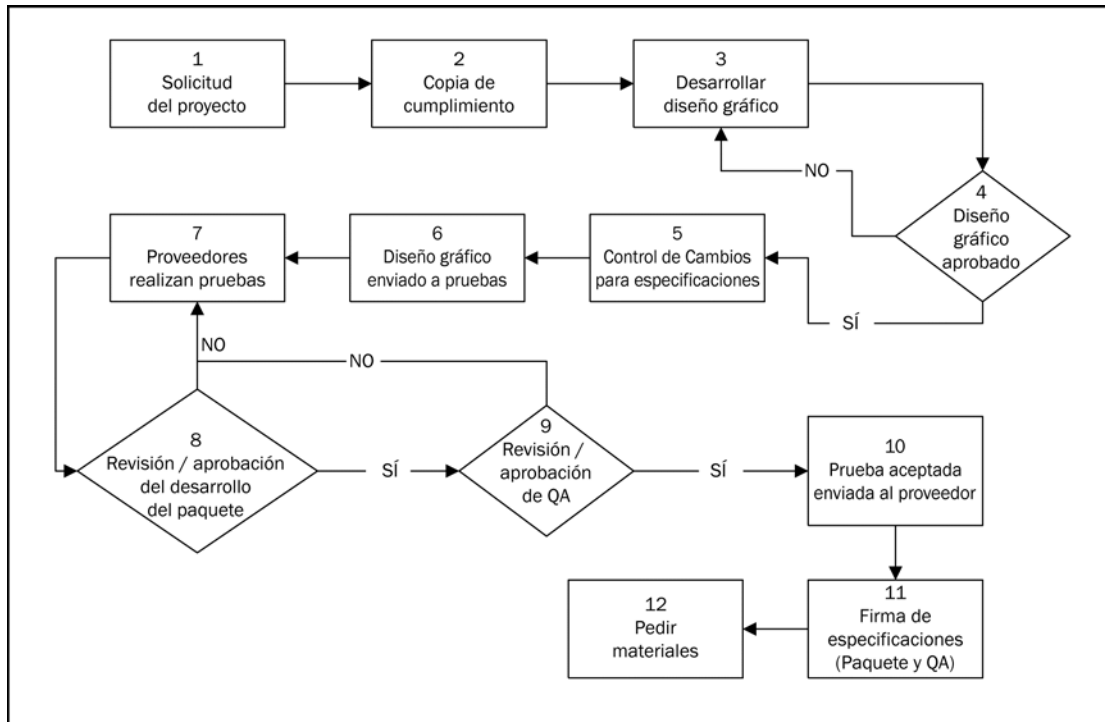 1
Solicitud
del proyecto
2
Copia de
cumplimiento
3
Desarrollar
diseño gráfico
NO
4
Diseño
gráfico
aprobado
7
Proveedores
realizan pruebas
6
Diseño gráfico
enviado a pruebas
5
Control de Cambios
para especificaciones
SÍ
NO
NO
8
Revisión / aprobación
del desarrollo
del paquete
SÍ
9
Revisión /
aprobación
de QA
SÍ
10
Prueba aceptada
enviada al proveedor
12
Pedir
materiales
11
Firma de
especificaciones
(Paquete y QA)